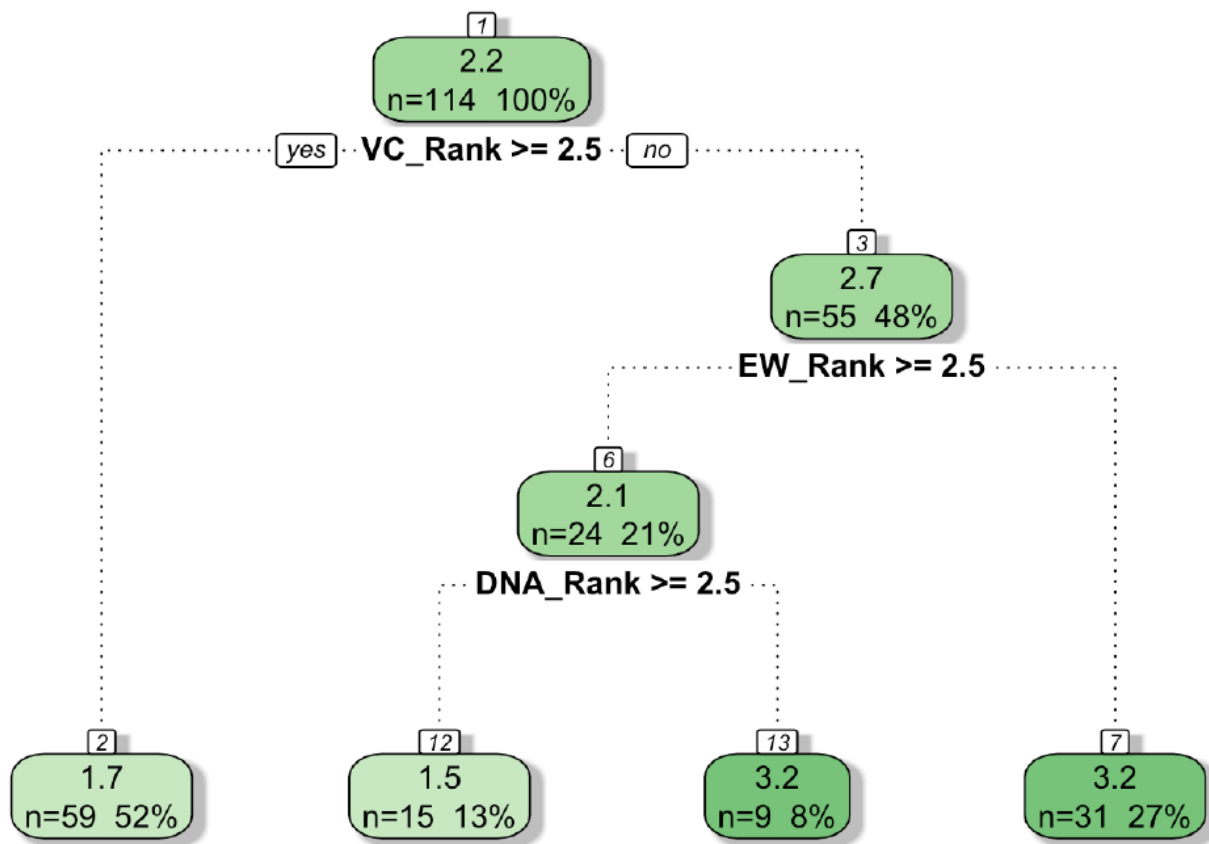 1
2.2
n=114 100%
yes VC_Rank >= 2.5 no
3
2.7
n=55 48%
EW_Rank >= 2.5
6
2.1
n=24 21%
DNA_Rank >= 2.5
2
1.7
n=59 52%
12
1.5
n=15 13%
13
3.2
n=9 8%
7
3.2
n=31 27%